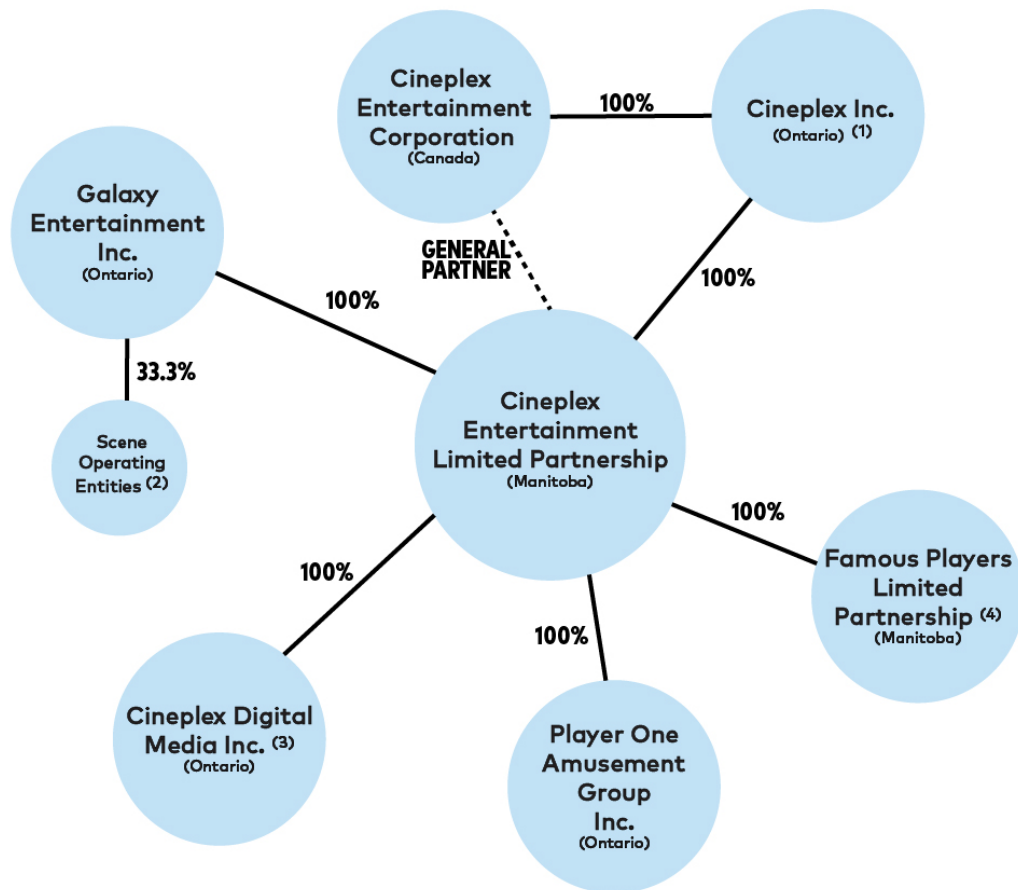 Cineplex
Entertainment
Corporation
(Canada)
100%
Cineplex Inc.
(Ontario) (1)
Galaxy
Entertainment
Inc.
(Ontario)
GENERAL
PARTNER
100%
100%
33.3%
Scene
Operating
Entities (2)
Cineplex
Entertainment
Limited Partnership
(Manitoba)
100%
Famous Players
Limited
Partnership (4)
(Manitoba)
100%
100%
Cineplex Digital
Media Inc. (3)
(Ontario)
Player One
Amusement
Group
Inc.
(Ontario)